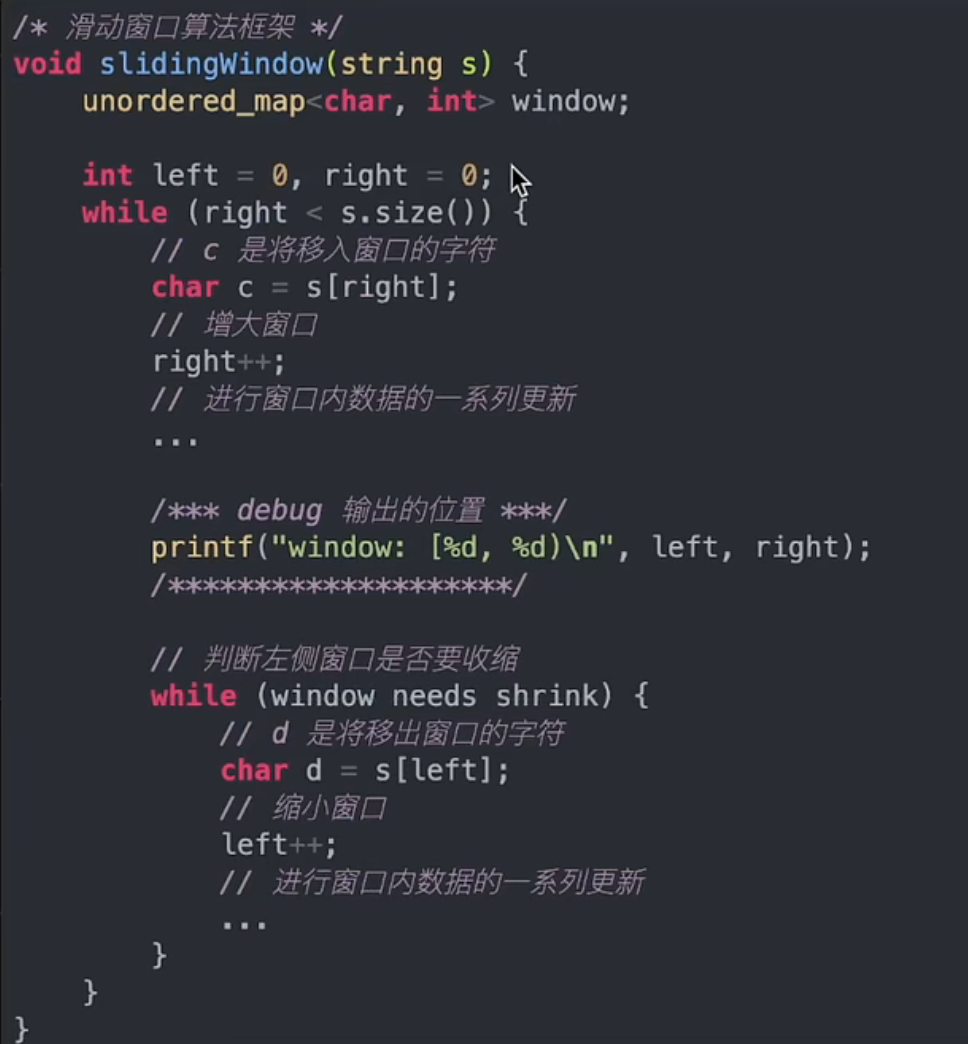 /* 滑动窗口算法框架 */
void slidingWindow(string s) {
    unordered_map<char, int> window;

    int left = 0, right = 0;
    while (right < s.size()) {
        // c 是将移入窗口的字符
        char c = s[right];
        // 增大窗口
        right++;
        // 进行窗口内数据的一系列更新
        ...

        /*** debug 输出的位置 ***/
        printf("window: [%d, %d)\n", left, right);
        /********************/

        // 判断左侧窗口是否要收缩
        while (window needs shrink) {
            // d 是将移出窗口的字符
            char d = s[left];
            // 缩小窗口
            left++;
            // 进行窗口内数据的一系列更新
            ...
        }
    }
}